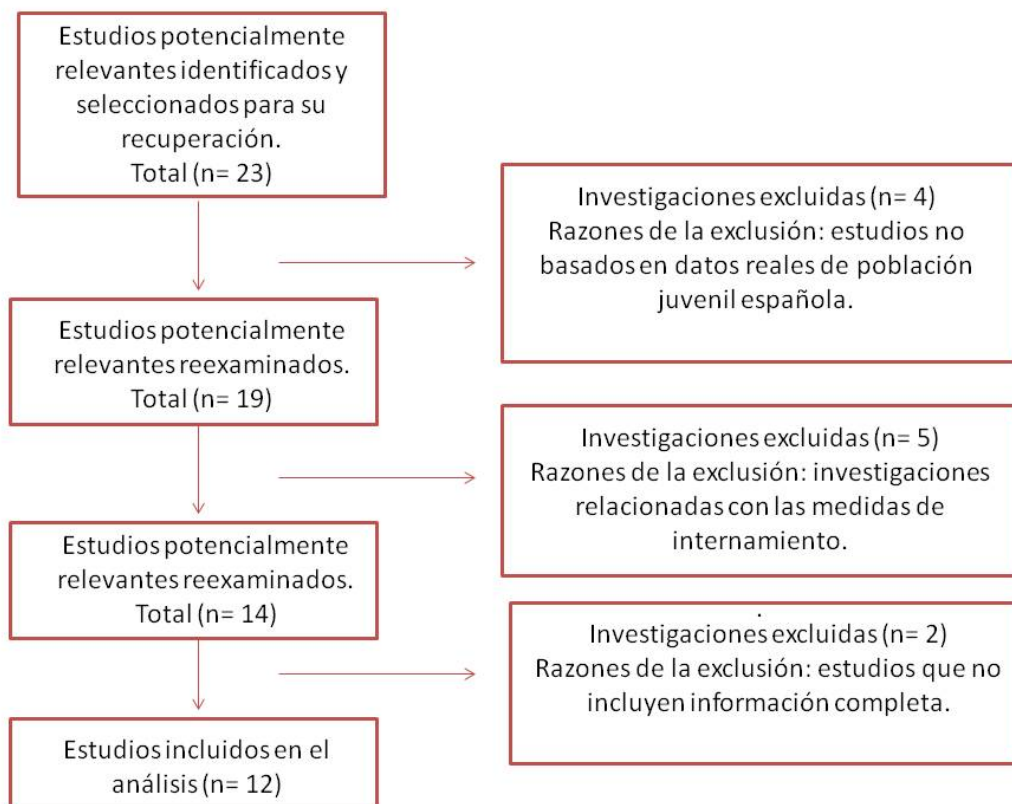 Estudios potencialmente
relevantes identificados y
seleccionados para su
recuperación.
Total (n= 23)
Investigaciones excluidas (n= 4)
Razones de la exclusión: estudios no
basados en datos reales de población
juvenil española.
Estudios potencialmente
relevantes reexaminados.
Total (n= 19)
Investigaciones excluidas (n= 5)
Razones de la exclusión: investigaciones
relacionadas con las medidas de
internamiento.
Estudios potencialmente
relevantes reexaminados.
Total (n= 14)
.
Investigaciones excluidas (n= 2)
Razones de la exclusión: estudios que no
incluyen información completa.
Estudios incluidos en el
análisis (n= 12)